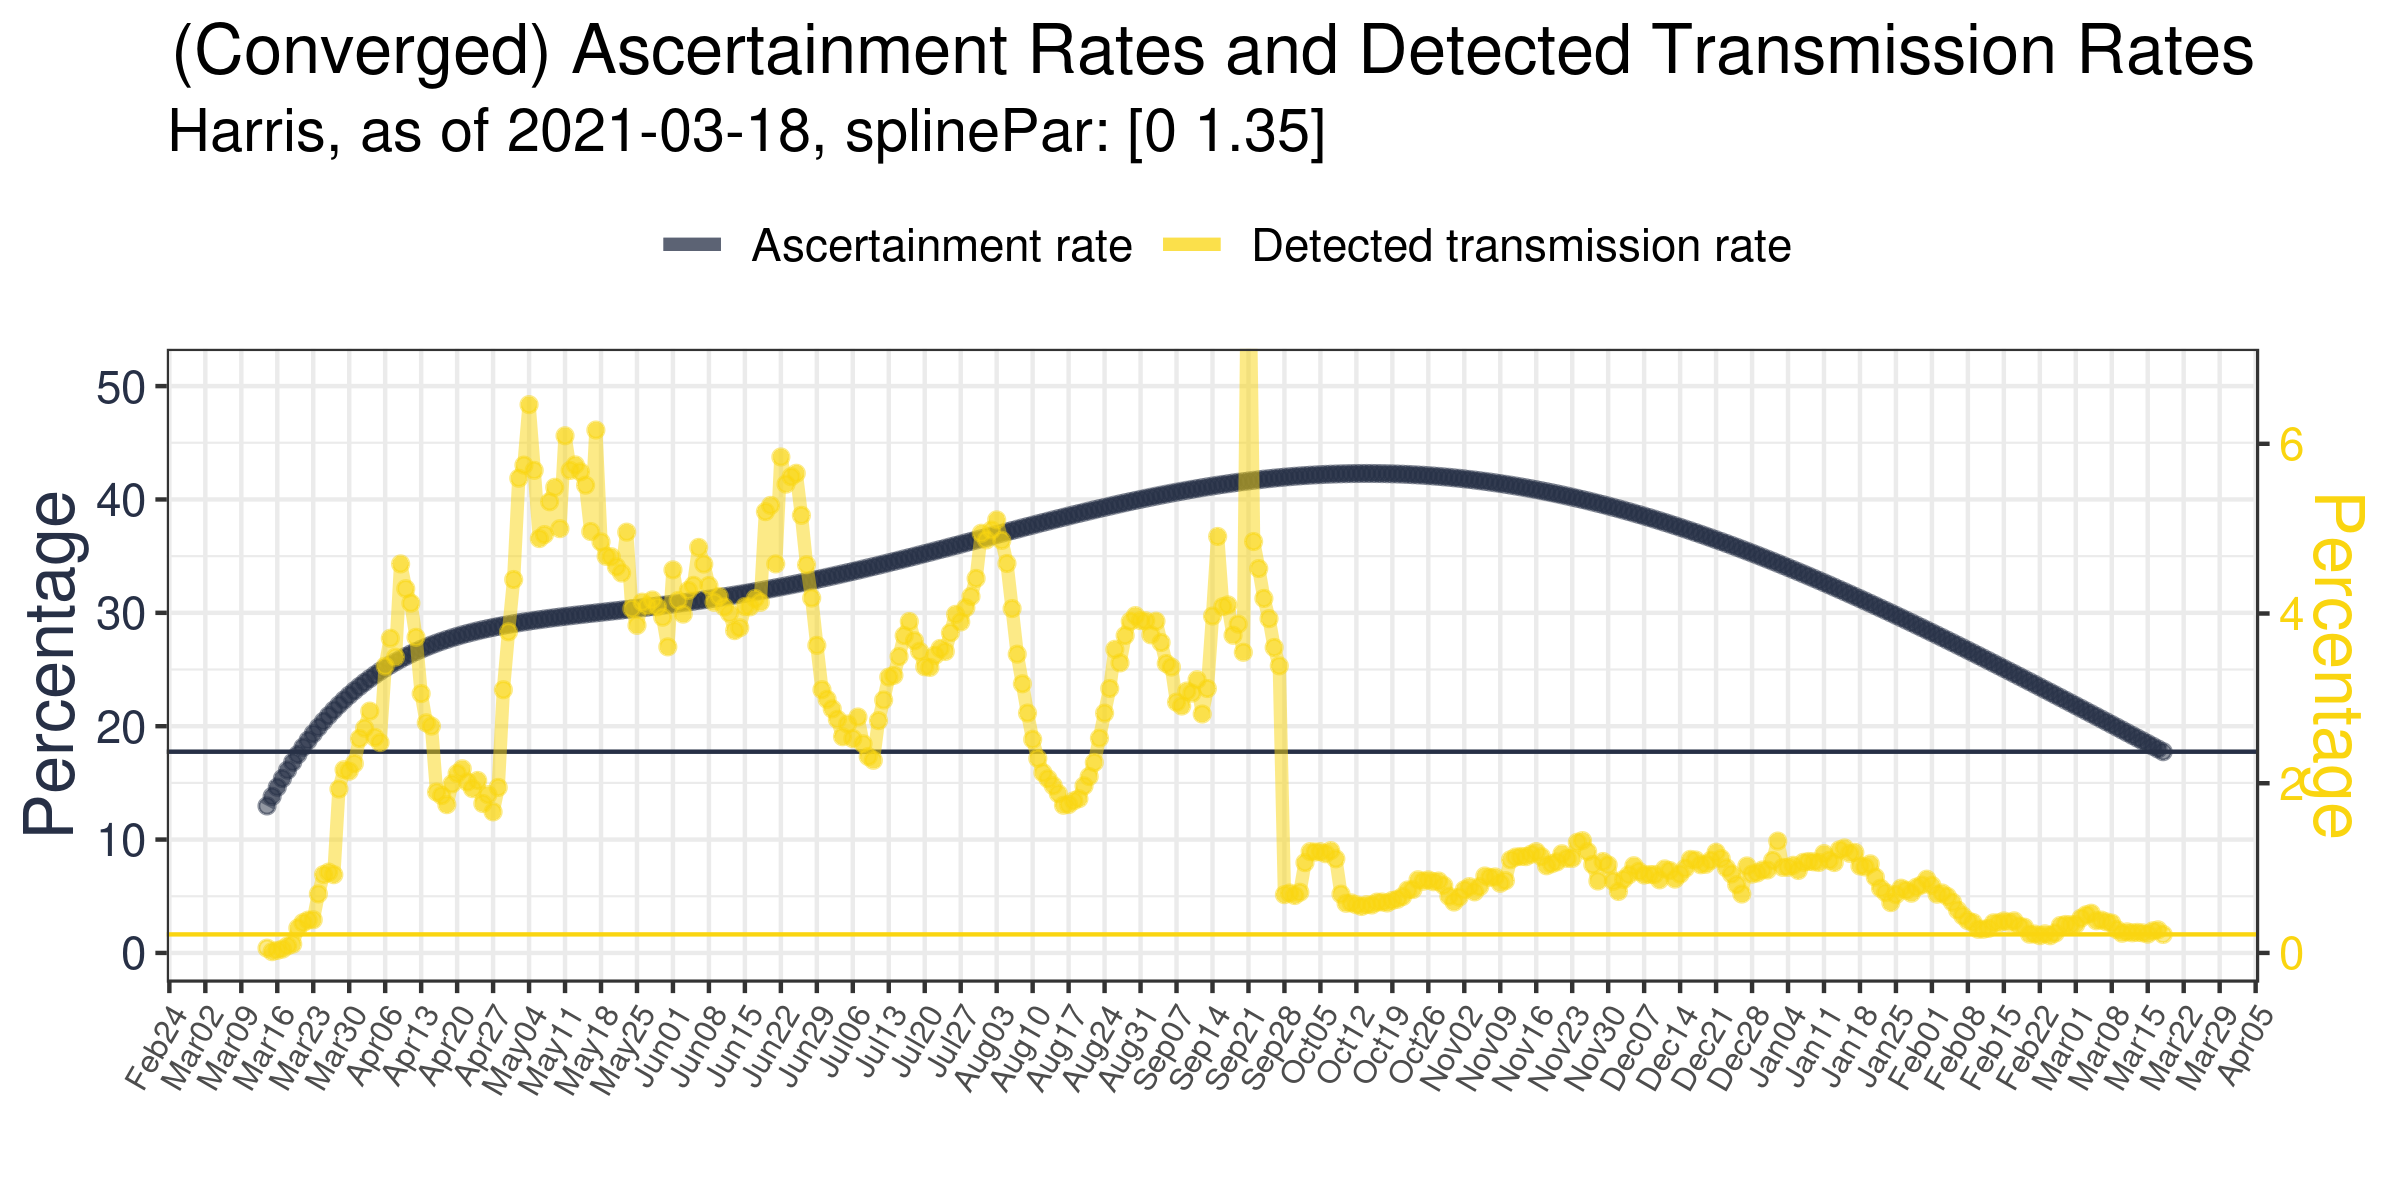 (Converged) Ascertainment Rates and Detected Transmission Rates
Harris, as of 2021-03-18, splinePar: [0 1.35]
Ascertainment rate
Detected transmission rate
Percentage
50
40
30
20
10
0
6
4
2
0
Percentage
Feb24
Mar02
Mar09
Mar16
Mar23
Mar30
Apr06
Apr13
Apr20
Apr27
May04
May11
May18
May25
Jun01
Jun08
Jun15
Jun22
Jun29
Jul06
Jul13
Jul20
Jul27
Aug03
Aug10
Aug17
Aug24
Aug31
Sep07
Sep14
Sep21
Sep28
Oct05
Oct12
Oct19
Oct26
Nov02
Nov09
Nov16
Nov23
Nov30
Dec07
Dec14
Dec21
Dec28
Jan04
Jan11
Jan18
Jan25
Feb01
Feb08
Feb15
Feb22
Mar01
Mar08
Mar15
Mar22
Mar29
Apr05